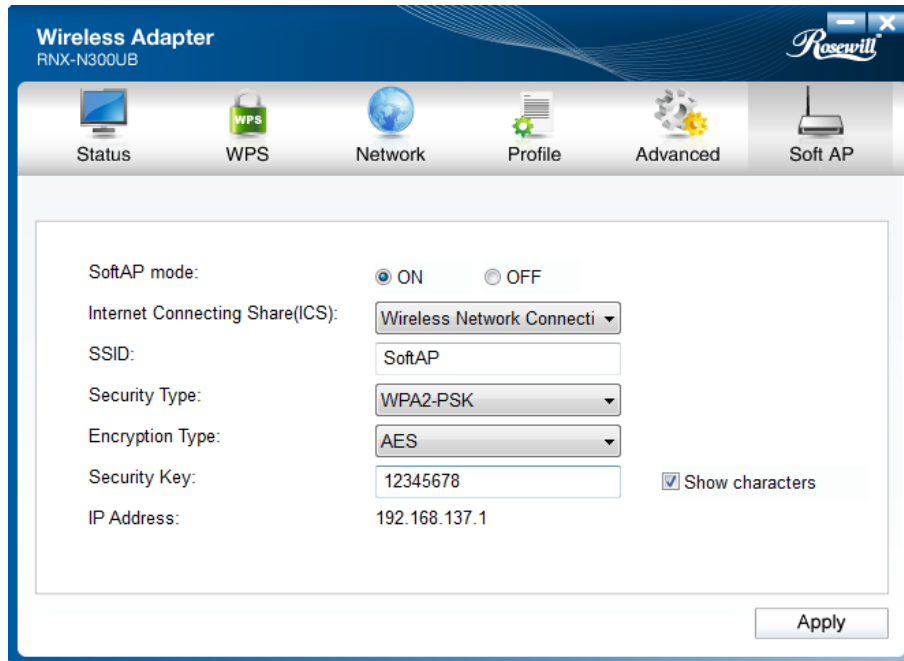 Wireless Adapter
RNX-N300UB
Rosewill
Status WPS Network Profile Advanced Soft AP
WPS
SoftAP mode: ON OFF
Internet Connecting Share(ICS): Wireless Network Connecti
SSID: SoftAP
Security Type: WPA2-PSK
Encryption Type: AES
Security Key: 12345678 Show characters
IP Address: 192.168.137.1
Apply